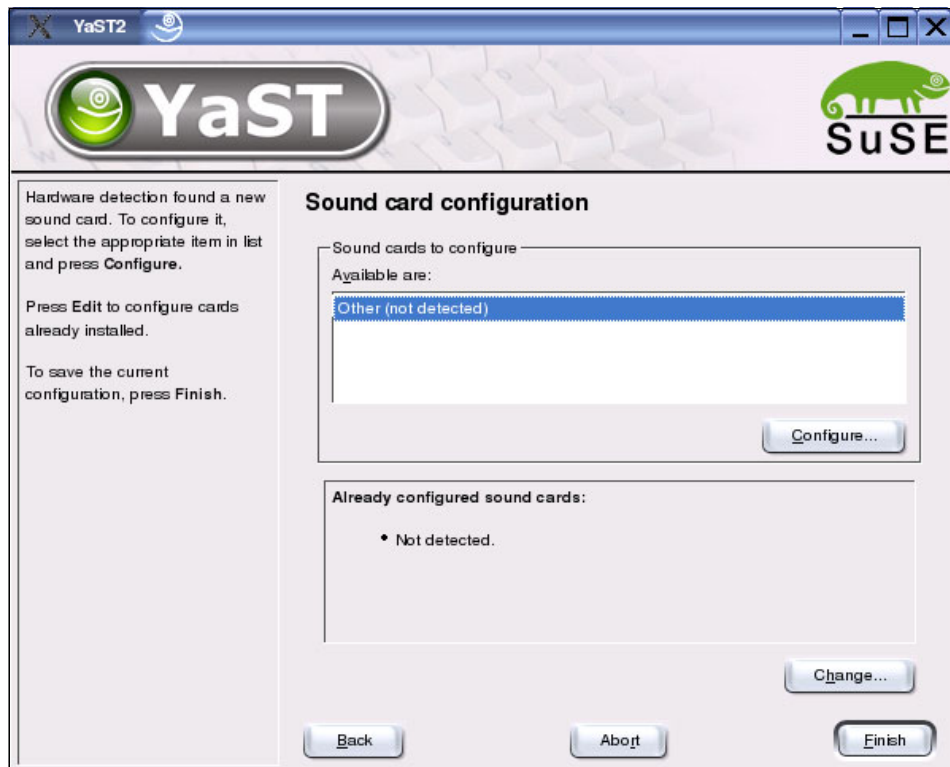 YaST2
YaST
SuSE
Hardware detection found a new
sound card. To configure it,
select the appropriate item in list
and press Configure.
Press Edit to configure cards
already installed.
To save the current
configuration, press Finish.
Sound card configuration
Sound cards to configure
Available are:
Other (not detected)
Configure...
Already configured sound cards:
• Not detected.
Change...
Back
Abort
Finish